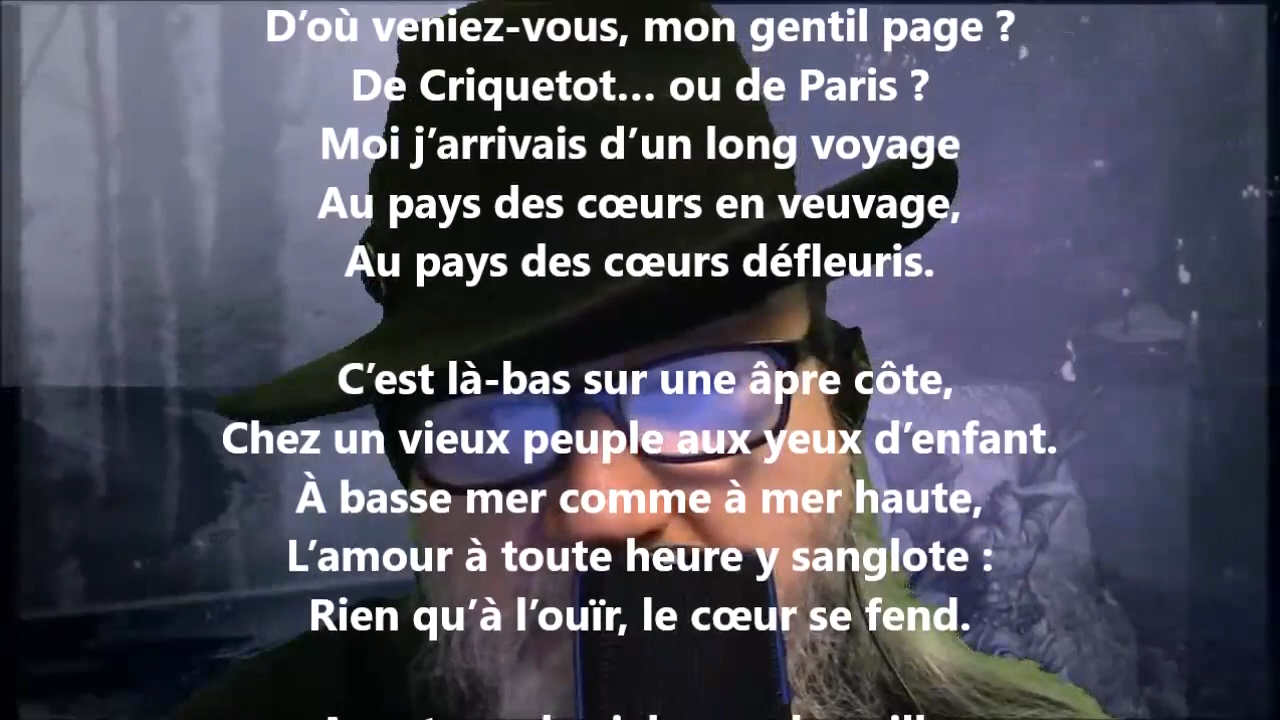 D’où veniez-vous, mon gentil page ?
De Criquetot… ou de Paris ?
Moi j’arrivais d’un long voyage
Au pays des cœurs en veuvage,
Au pays des cœurs défleuris.
C’est là-bas sur une âpre côte,
Chez un vieux peuple aux yeux d’enfant.
À basse mer comme à mer haute,
L’amour à toute heure y sanglote :
Rien qu’à l’ouïr, le cœur se fend.